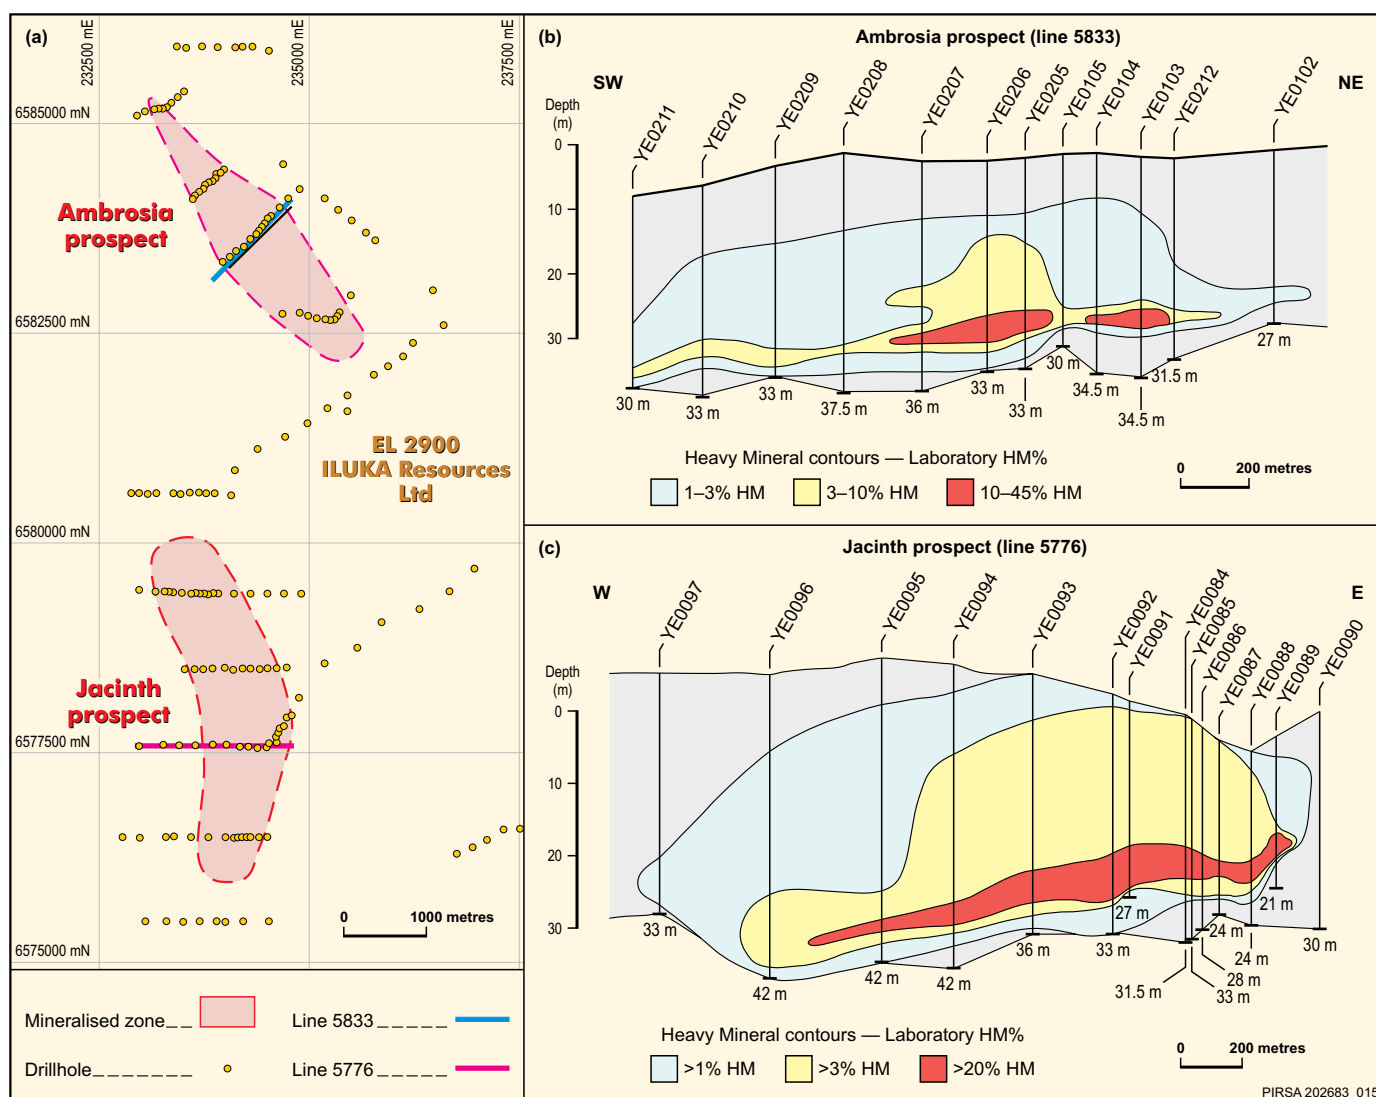 (a)
232500 mE
235000 mE
237500 mE
6585000 mN
Ambrosia
prospect
6582500 mN
EL 2900
ILUKA Resources
Ltd
6580000 mN
Jacinth
prospect
6577500 mN
0 1000 metres
6575000 mN
Mineralised zone
Line 5833
Drillhole
Line 5776
(b)
Ambrosia prospect (line 5833)
SW
NE
Depth
(m)
0
10
20
30
YE0211
YE0210
YE0209
YE0208
YE0207
YE0206
YE0205
YE0105
YE0104
YE0103
YE0212
YE0102
30 m
33 m
33 m
37.5 m
36 m
33 m
33 m
30 m
34.5 m
34.5 m
31.5 m
27 m
Heavy Mineral contours — Laboratory HM%
1–3% HM
3–10% HM
10–45% HM
0 200 metres
(c)
Jacinth prospect (line 5776)
W
E
Depth
(m)
0
10
20
30
YE0097
YE0096
YE0095
YE0094
YE0093
YE0092
YE0091
YE0084
YE0085
YE0086
YE0087
YE0088
YE0089
YE0090
33 m
42 m
42 m
42 m
36 m
33 m
27 m
31.5 m
33 m
28 m
24 m
24 m
21 m
30 m
Heavy Mineral contours — Laboratory HM%
>1% HM
>3% HM
>20% HM
0 200 metres
PIRSA 202683_015